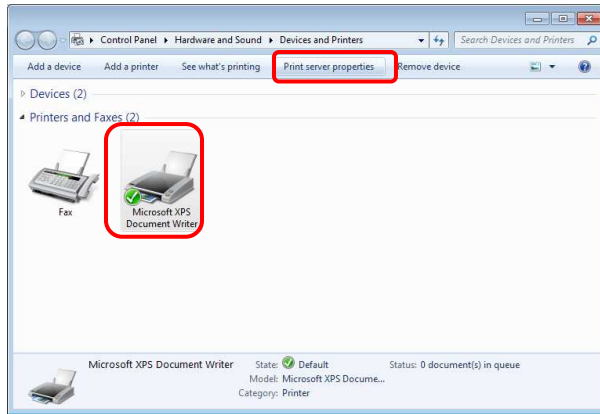 Control Panel Hardware and Sound Devices and Printers Search Devices and Printers
Add a device Add a printer See what's printing Print server properties Remove device
Devices (2)
Printers and Faxes (2)
Fax
Microsoft XPS
Document Writer
Microsoft XPS Document Writer State: Default Status: 0 document(s) in queue
Model: Microsoft XPS Docume...
Category: Printer